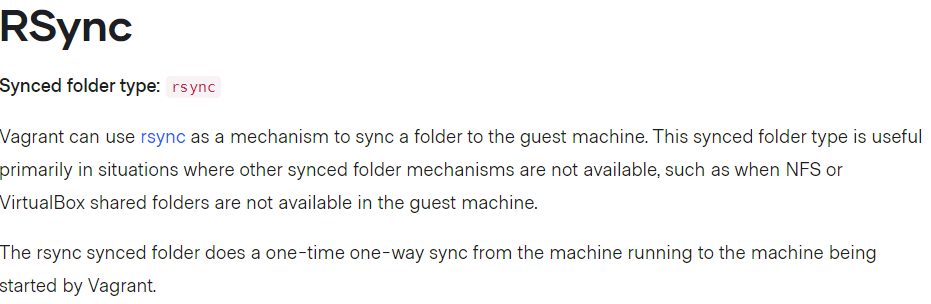 RSync
Synced folder type: rsync
Vagrant can use rsync as a mechanism to sync a folder to the guest machine. This synced folder type is useful
primarily in situations where other synced folder mechanisms are not available, such as when NFS or
VirtualBox shared folders are not available in the guest machine.
The rsync synced folder does a one-time one-way sync from the machine running to the machine being
started by Vagrant.